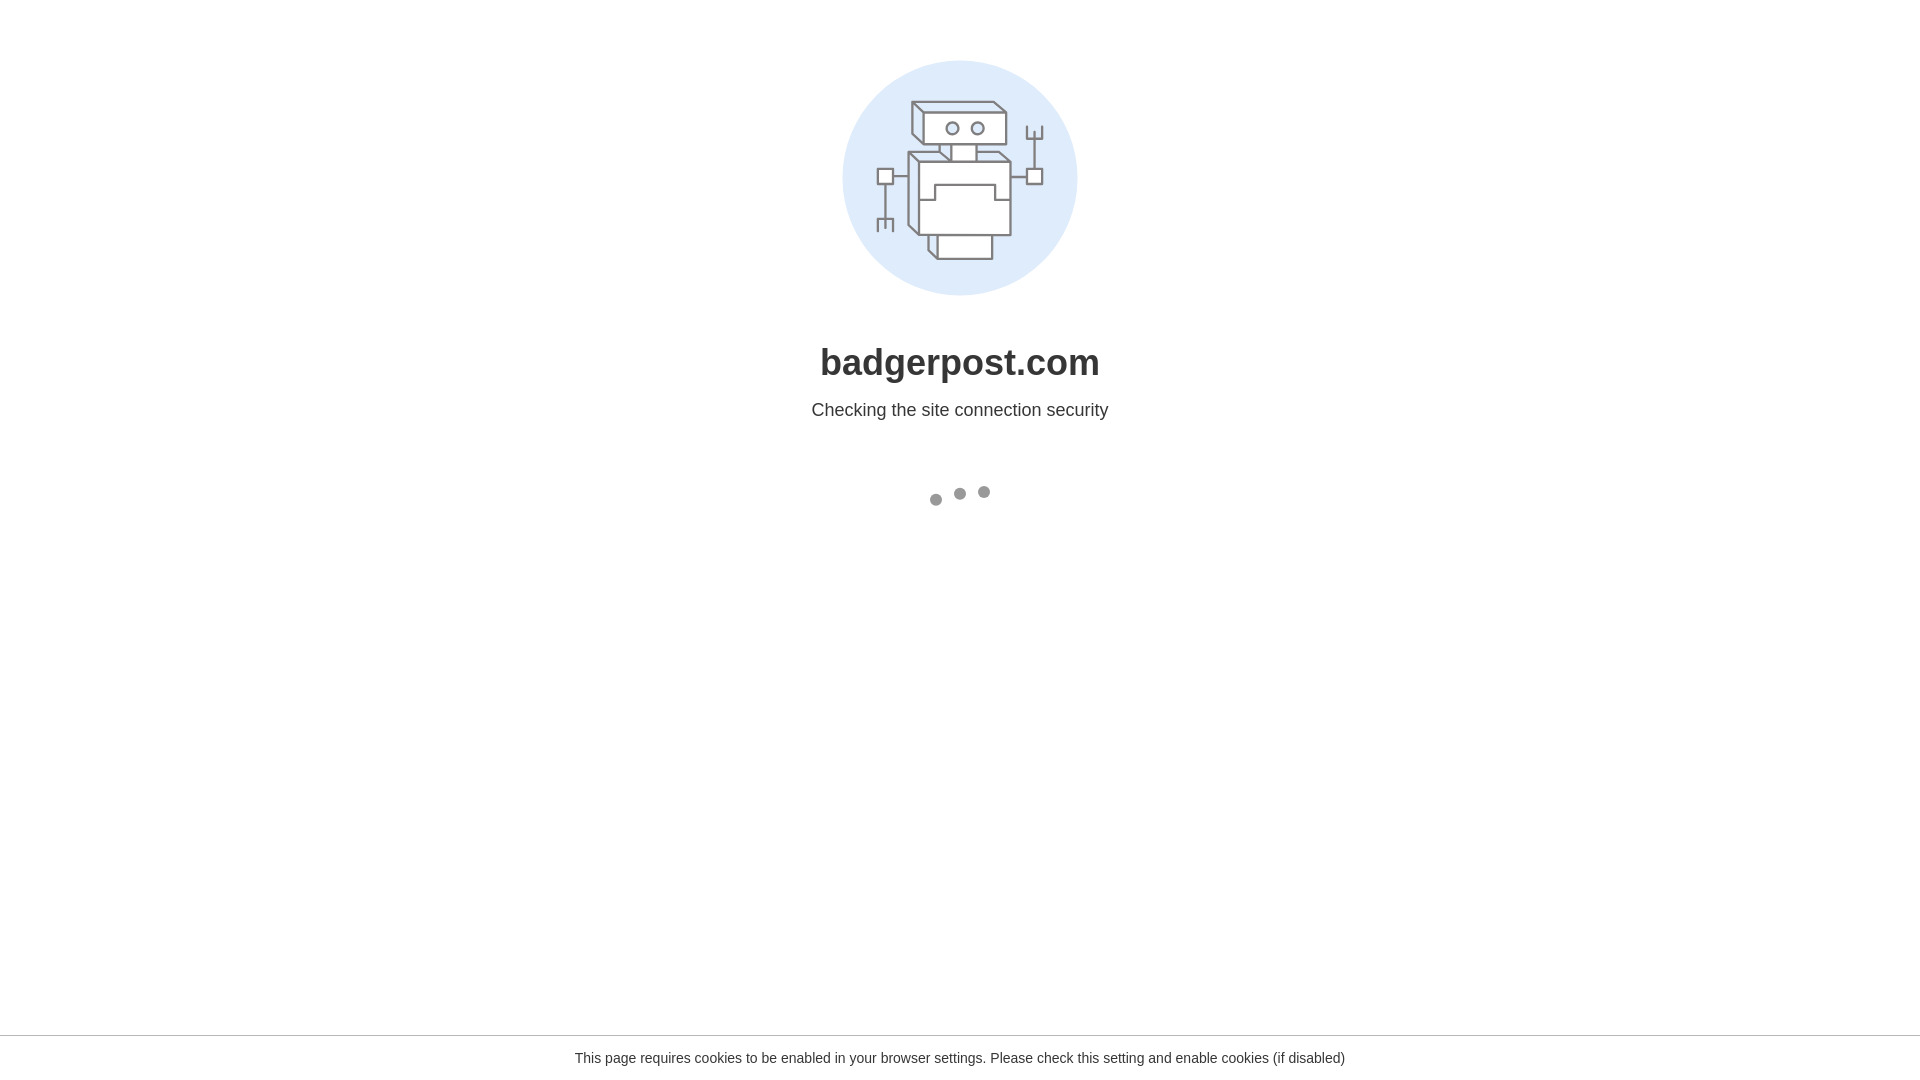 badgerpost.com
Checking the site connection security
This page requires cookies to be enabled in your browser settings. Please check this setting and enable cookies (if disabled)